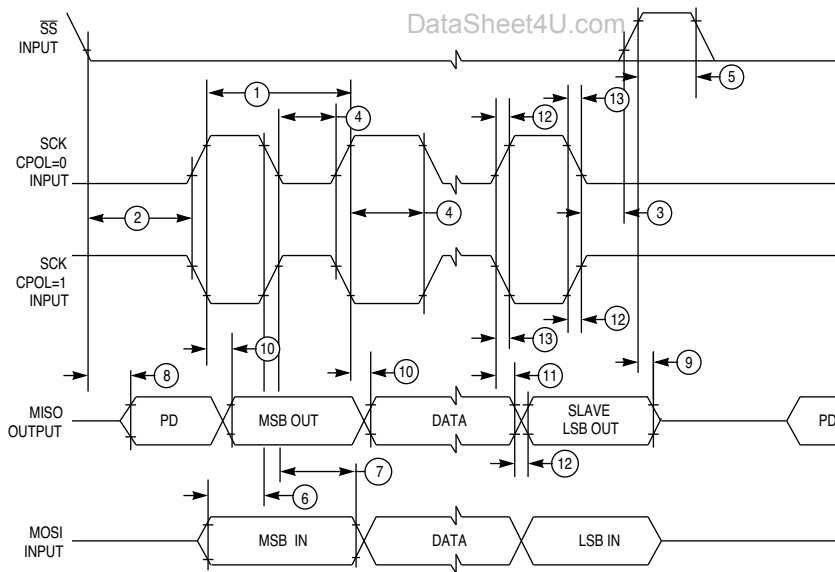 DataSheet4U.com
SS
INPUT
1
4
12
13
5
SCK
CPOL=0
INPUT
2
4
3
SCK
CPOL=1
INPUT
12
13
8
10
10
11
9
MISO
OUTPUT
PD
MSB OUT
DATA
SLAVE
LSB OUT
PD
7
12
6
MOSI
INPUT
MSB IN
DATA
LSB IN